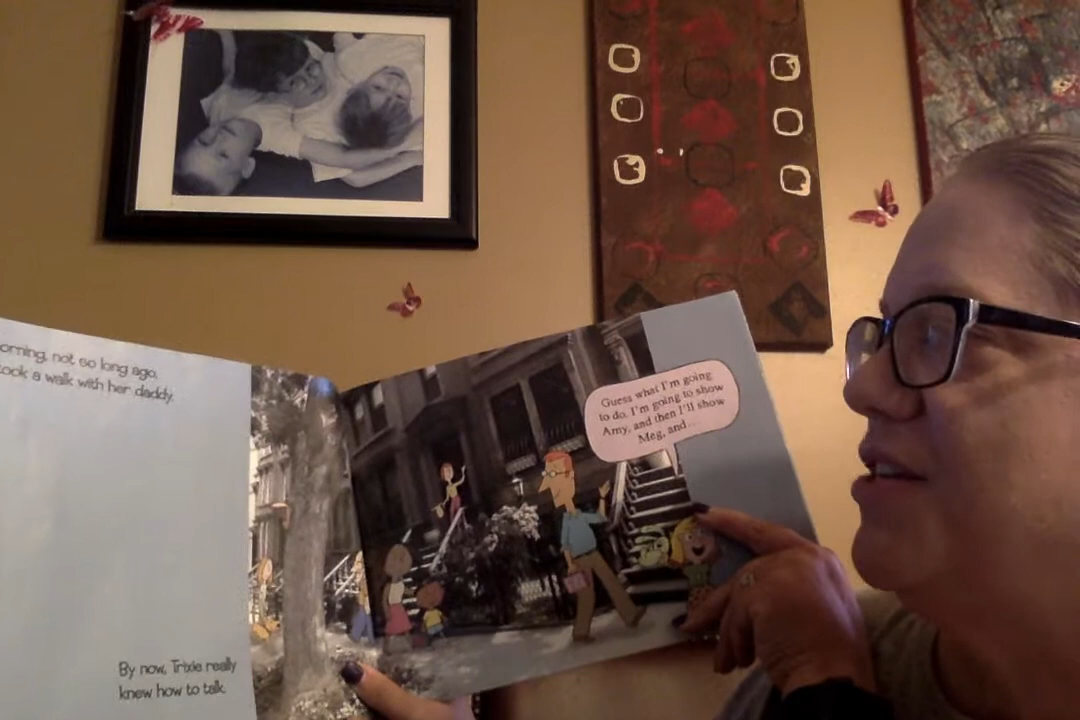 orning, not so long ago,
took a walk with her daddy.
By now, Trixie really
knew how to talk.
Guess what I'm going
to do. I'm going to show
Amy, and then I'll show
Meg, and...